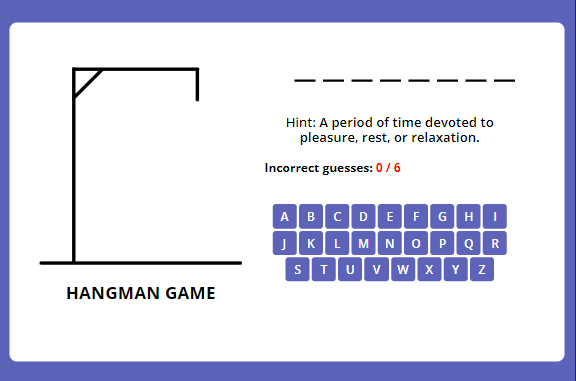 Hint: A period of time devoted to
pleasure, rest, or relaxation.
Incorrect guesses: 0 / 6
A B C D E F G H I
J K L M N O P Q R
S T U V W X Y Z
HANGMAN GAME